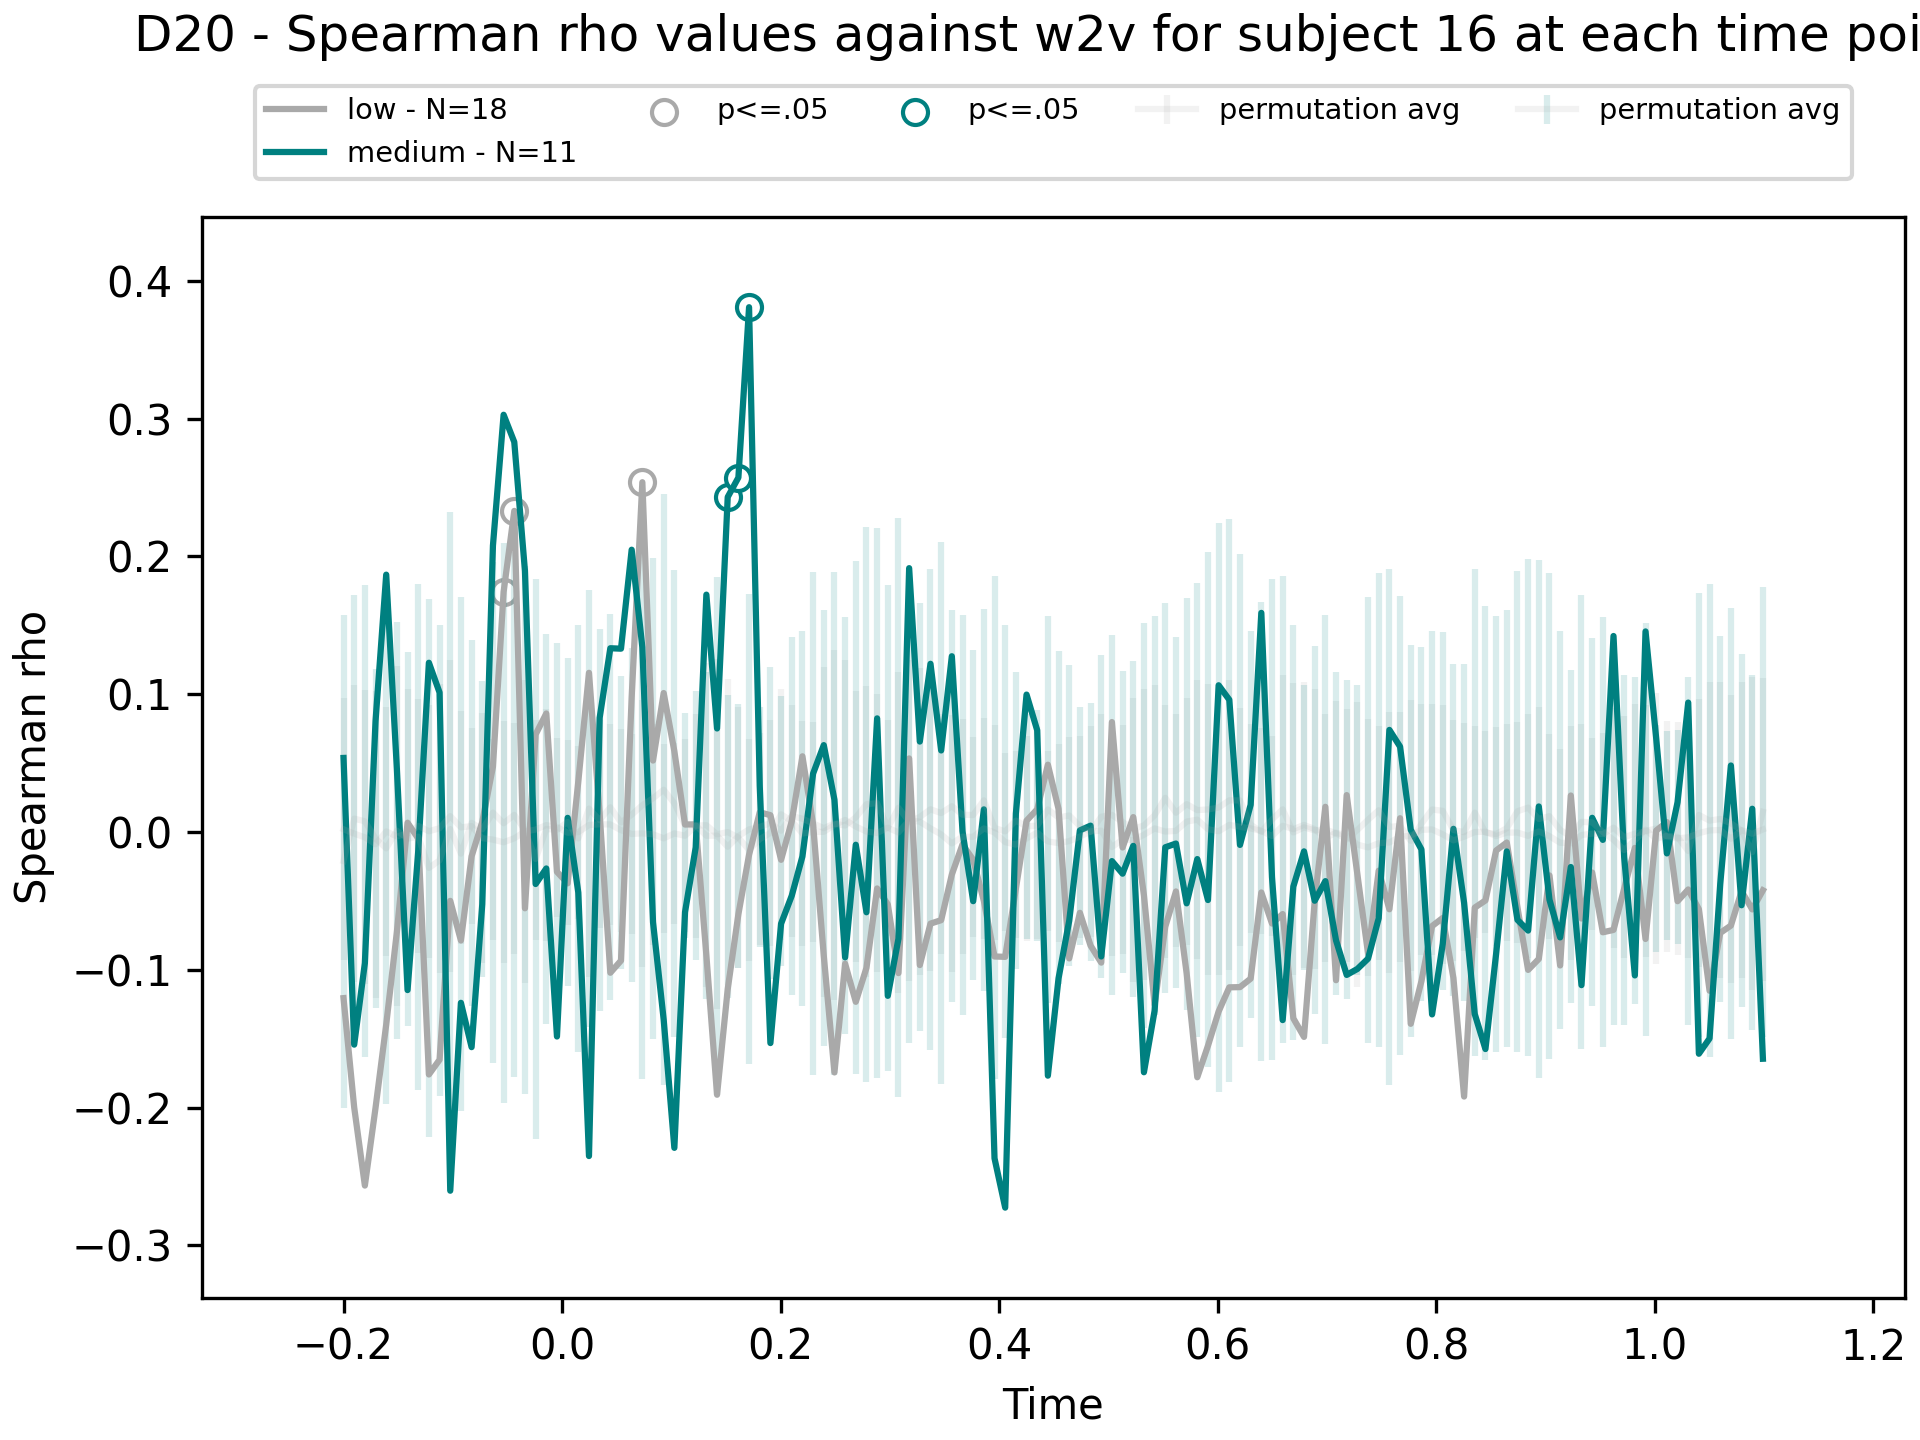 D20 - Spearman rho values against w2v for subject 16 at each time poi
low - N=18 p<=.05 p<=.05 permutation avg permutation avg
medium - N=11
0.4
0.3
0.2
0.1
0.0
−0.1
−0.2
−0.3
Spearman rho
−0.2 0.0 0.2 0.4 0.6 0.8 1.0 1.2
Time